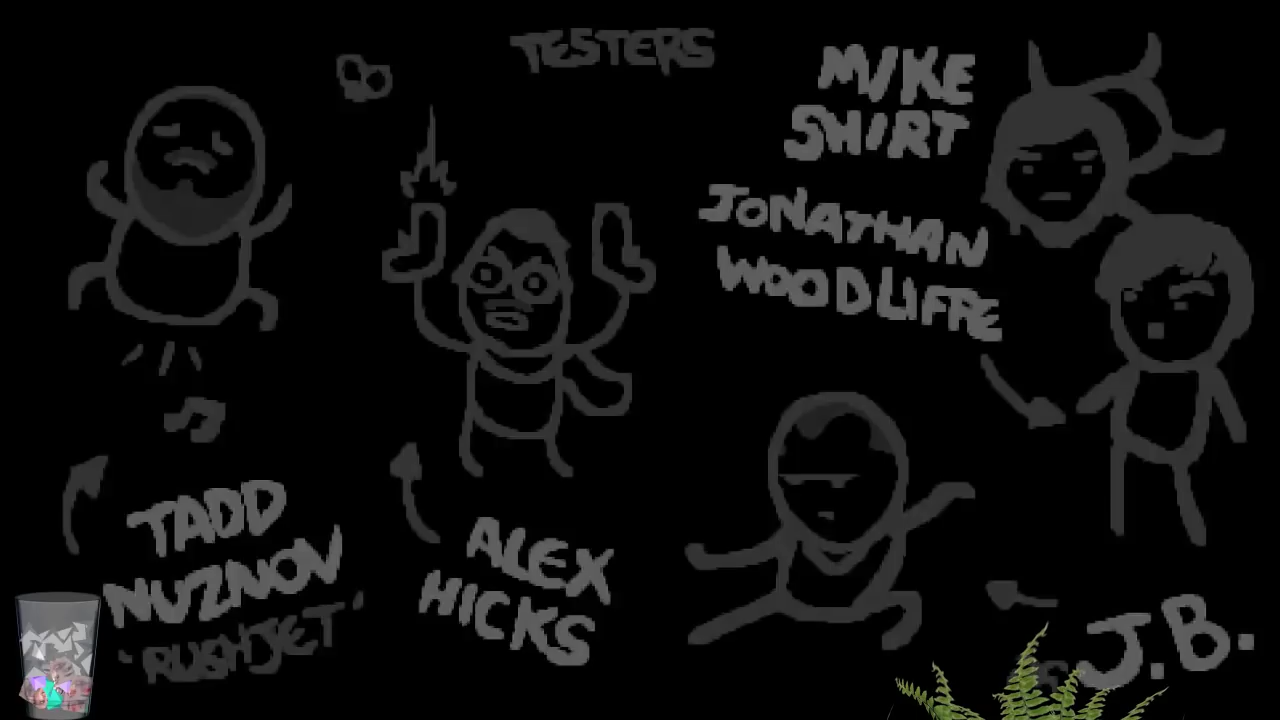 TESTERS
MIKE
SHIRT
JONATHAN
WOODLIFFE
TADD
NUZNOV
'RUSHJET'
ALEX
HICKS
J.B.